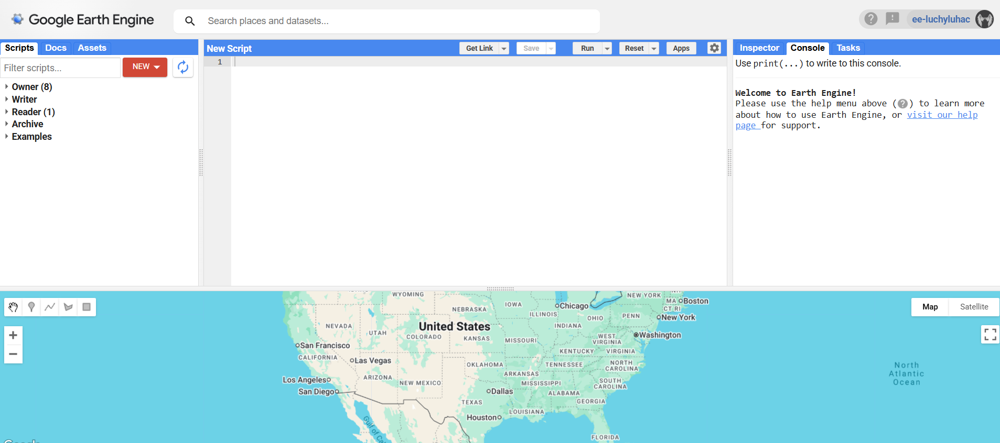 Google Earth Engine
Search places and datasets...
ee-luchyluhac
Scripts Docs Assets
Filter scripts...
NEW
Owner (8)
Writer
Reader (1)
Archive
Examples
New Script
Get Link
Save
Run
Reset
Apps
1
Inspector Console Tasks
Use print(...) to write to this console.
Welcome to Earth Engine!
Please use the help menu above (?) to learn more
about how to use Earth Engine, or visit our help
page for support.
Map
Satellite
WYOMING
NEW YORK
IOWA
Chicago
MA
Boston
NEBRASKA
ILLINOIS
OHIO
PENN
CT RI
New York
NEVADA
United States
INDIANA
UTAH
COLORADO
KANSAS
MISSOURI
WEST
VIRGINIA
Washington
San Francisco
KENTUCKY
VIRGINIA
CALIFORNIA
Las Vegas
OKLAHOMA
TENNESSEE
NORTH
CAROLINA
North
Atlantic
Ocean
Los Angeles
ARIZONA
NEW MEXICO
ARKANSAS
MISSISSIPPI
SOUTH
CAROLINA
San Diego
Dallas
ALABAMA
TEXAS
GEORGIA
LOUISIANA
Houston
Gulf of
FLORIDA